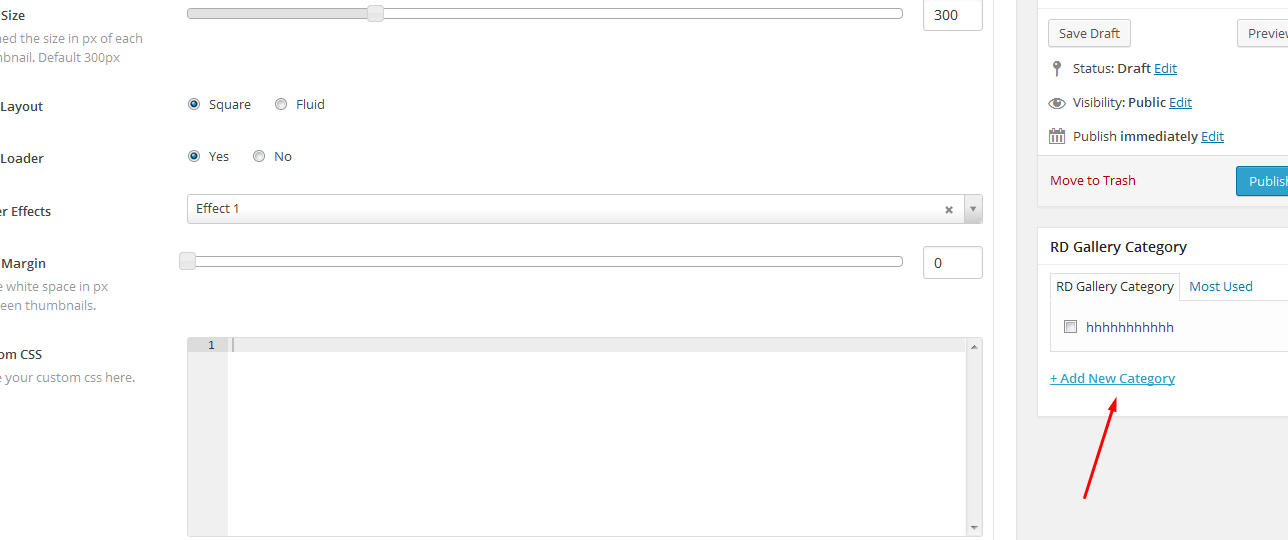 Size
300
ned the size in px of each
nbnail. Default 300px
Layout
Square
Fluid
Loader
Yes
No
er Effects
Effect 1
Margin
0
e white space in px
een thumbnails.
om CSS
e your custom css here.
1
Save Draft
Preview
Status: Draft Edit
Visibility: Public Edit
Publish immediately Edit
Move to Trash
Publish
RD Gallery Category
RD Gallery Category
Most Used
hhhhhhhhhhh
+ Add New Category